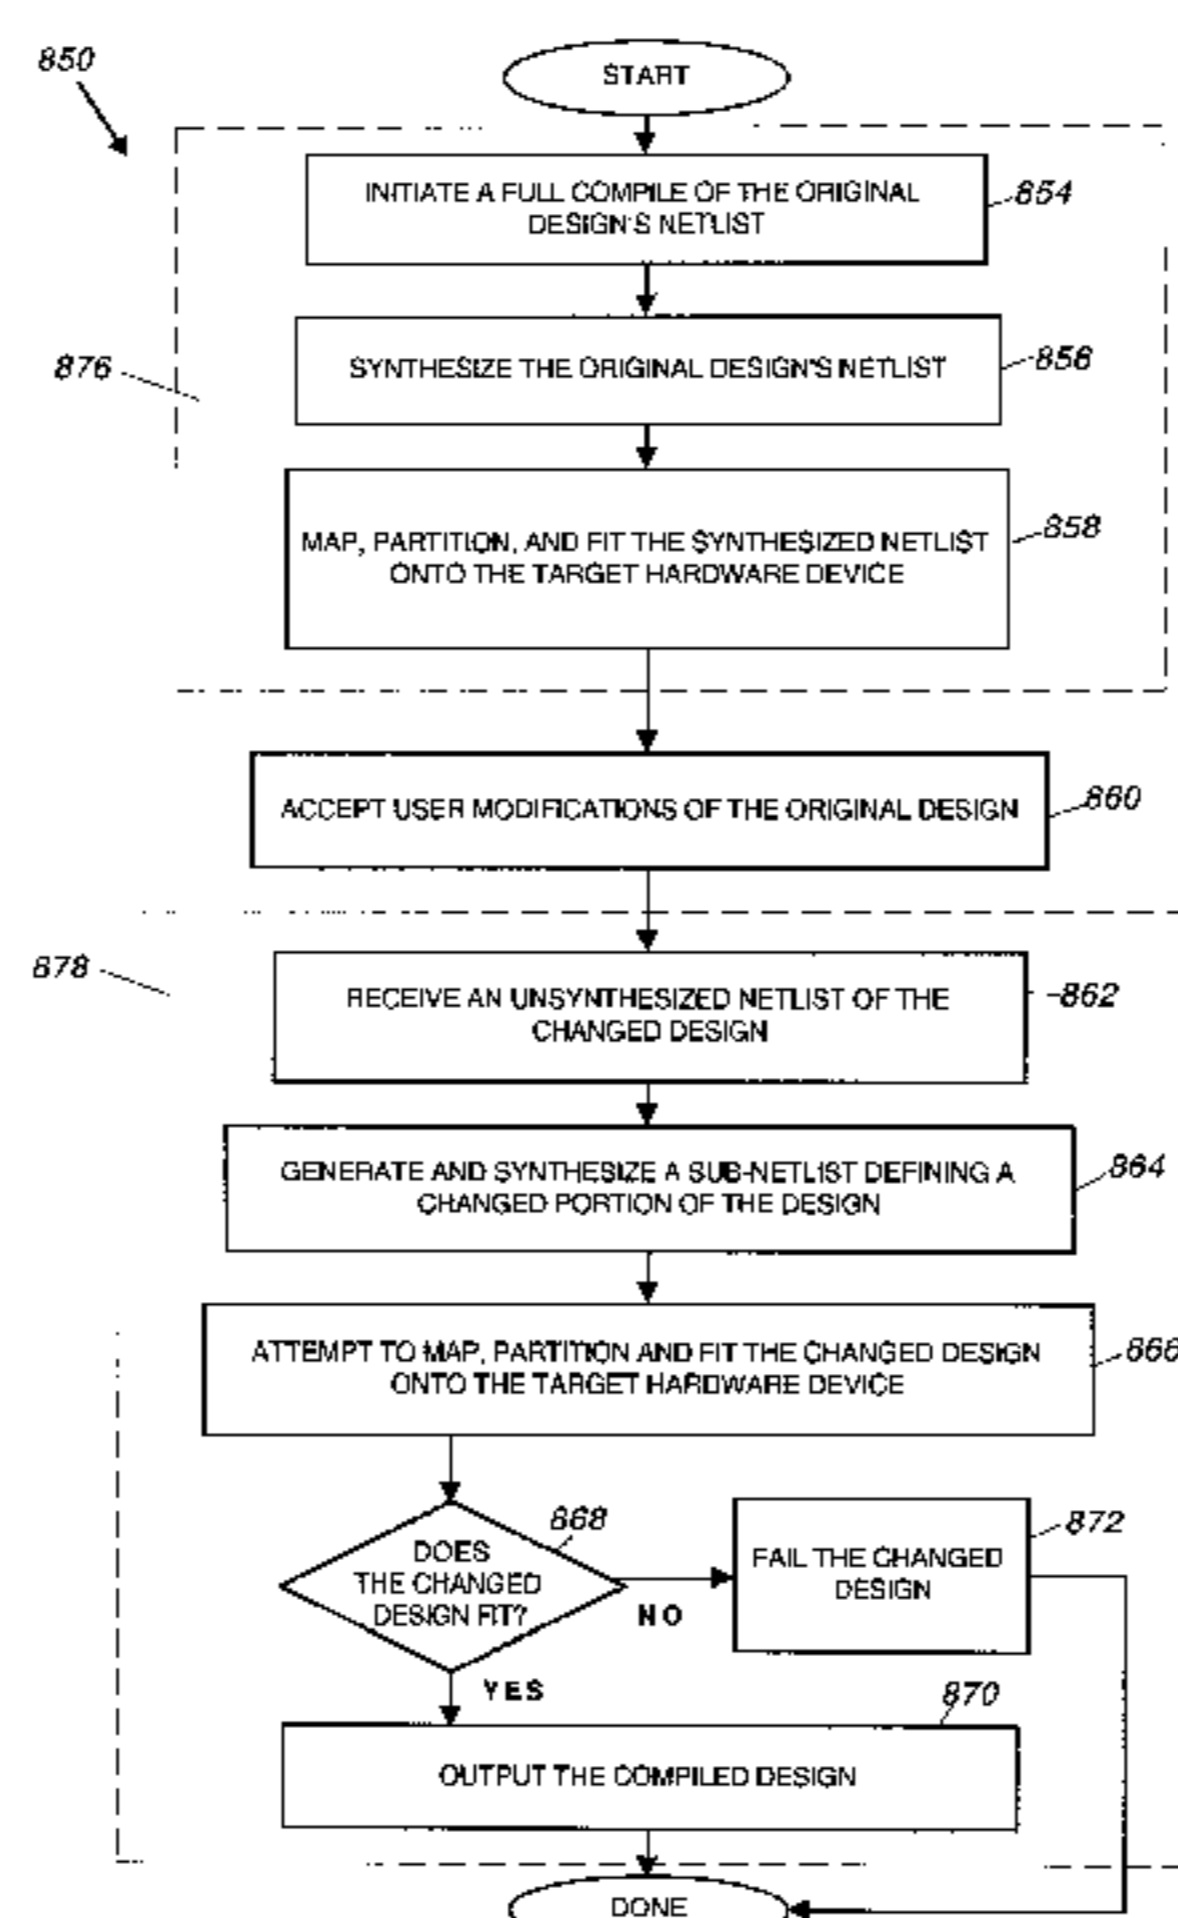 850
START
INITIATE A FULL COMPILE OF THE ORIGINAL
DESIGN'S NETLIST
854
SYNTHESIZE THE ORIGINAL DESIGN'S NETLIST
856
876
MAP, PARTITION, AND FIT THE SYNTHESIZED NETLIST
ONTO THE TARGET HARDWARE DEVICE
858
ACCEPT USER MODIFICATIONS OF THE ORIGINAL DESIGN
860
878
RECEIVE AN UNSYNTHESIZED NETLIST OF THE
CHANGED DESIGN
862
GENERATE AND SYNTHESIZE A SUB-NETLIST DEFINING A
CHANGED PORTION OF THE DESIGN
864
ATTEMPT TO MAP, PARTITION AND FIT THE CHANGED DESIGN
ONTO THE TARGET HARDWARE DEVICE
866
868
DOES
THE CHANGED
DESIGN FIT?
NO
FAIL THE CHANGED
DESIGN
872
YES
870
OUTPUT THE COMPILED DESIGN
DONE